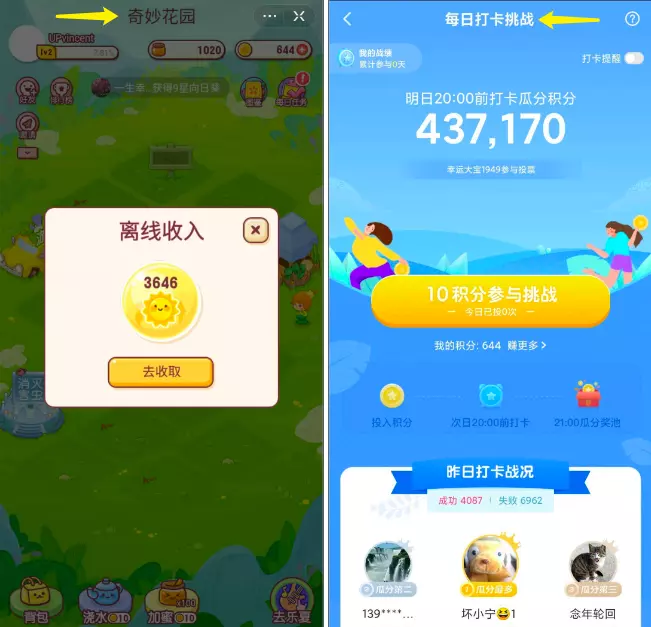 奇妙花园
UPvincent
lv2
7.81%
1020
644
一生幸...获得9星向日葵
好友
排行榜
图鉴
每日任务
离线收入
3646
去收取
消灭
害虫
背包
浇水 10
x100
加蜜 10
去乐夏
每日打卡挑战
我的战绩
累计参与0天
打卡提醒
明日20:00前打卡瓜分积分
437,170
幸运大宝1949参与投票
10积分参与挑战
今日已投0次
我的积分: 644 赚更多 >
投入积分
次日20:00前打卡
21:00瓜分奖池
昨日打卡战况
成功 4087 | 失败 6962
2 瓜分第二
1 瓜分最多
3 瓜分第三
139****...
坏小宁😆1
念年轮回